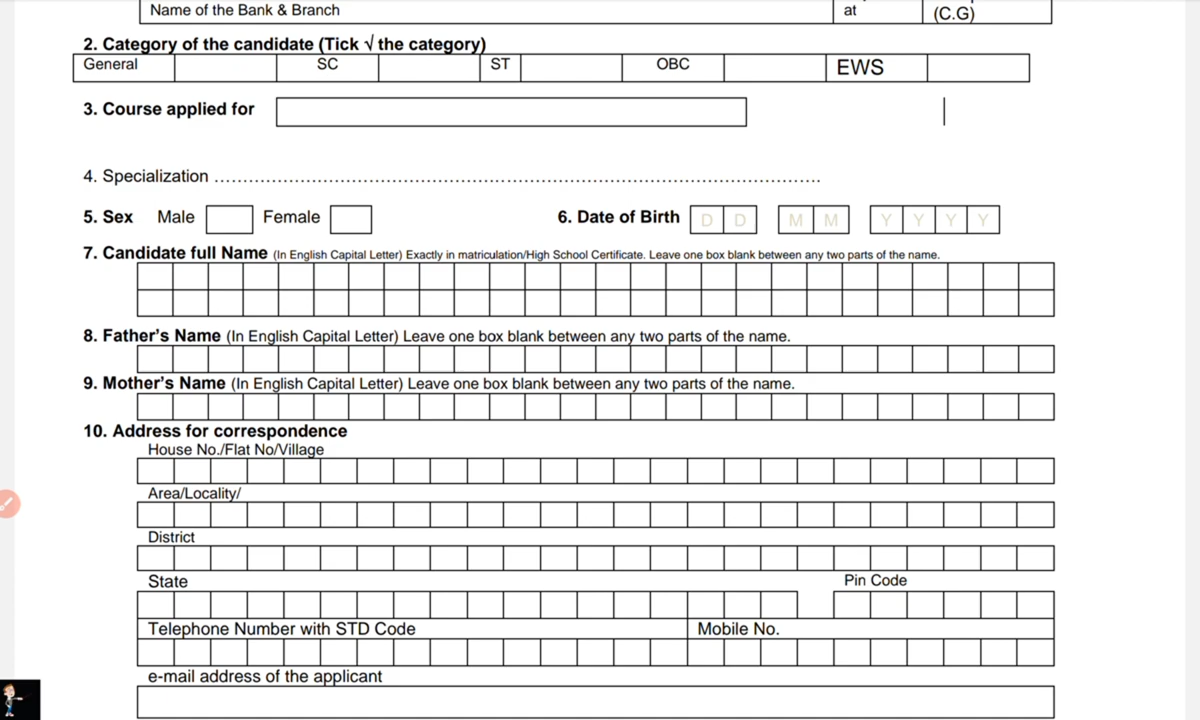 Name of the Bank & Branch at (C.G)
2. Category of the candidate (Tick √ the category)
General SC ST OBC EWS
3. Course applied for
4. Specialization ........................................................................................................
5. Sex Male Female 6. Date of Birth D D M M Y Y Y Y
7. Candidate full Name (In English Capital Letter) Exactly in matriculation/High School Certificate. Leave one box blank between any two parts of the name.
8. Father's Name (In English Capital Letter) Leave one box blank between any two parts of the name.
9. Mother's Name (In English Capital Letter) Leave one box blank between any two parts of the name.
10. Address for correspondence
House No./Flat No/Village
Area/Locality/
District
State Pin Code
Telephone Number with STD Code Mobile No.
e-mail address of the applicant